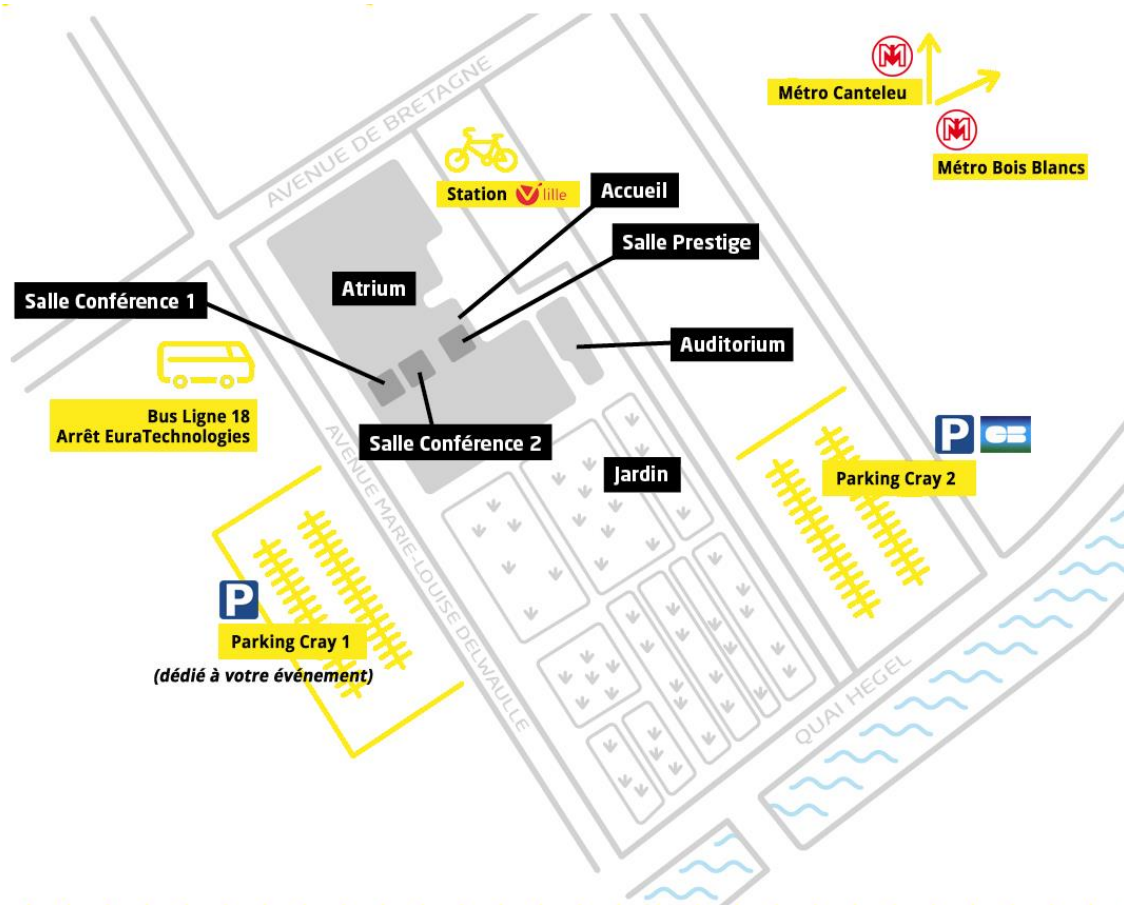 Métro Canteleu
Métro Bois Blancs
AVENUE DE BRETAGNE
Station V lille
Accueil
Salle Prestige
Atrium
Salle Conférence 1
Auditorium
Bus Ligne 18
Arrêt EuraTechnologies
Salle Conférence 2
Jardin
P
CB
Parking Cray 2
AVENUE MARIE-LOUISE DELWAULLE
P
Parking Cray 1
(dédié à votre événement)
QUAI HEGEL